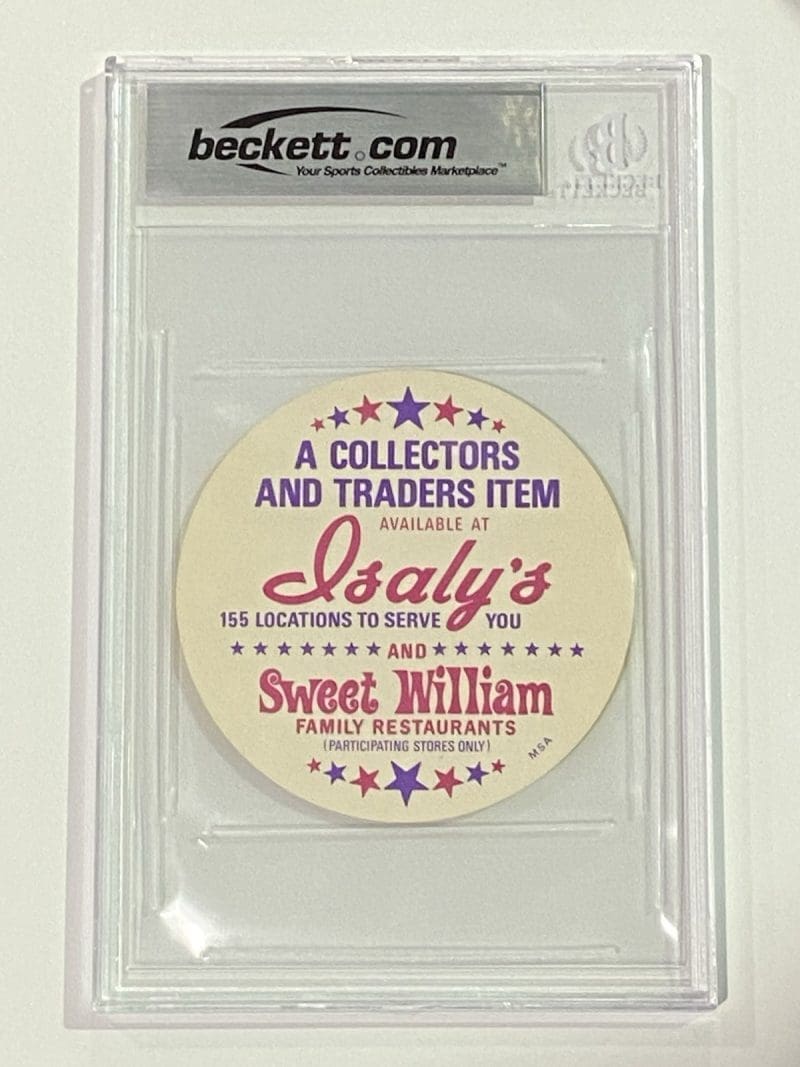 beckett.com
Your Sports Collectibles Marketplace™
BECKETT
A COLLECTORS
AND TRADERS ITEM
AVAILABLE AT
Isaly's
155 LOCATIONS TO SERVE YOU
AND
Sweet William
FAMILY RESTAURANTS
(PARTICIPATING STORES ONLY)
MSA